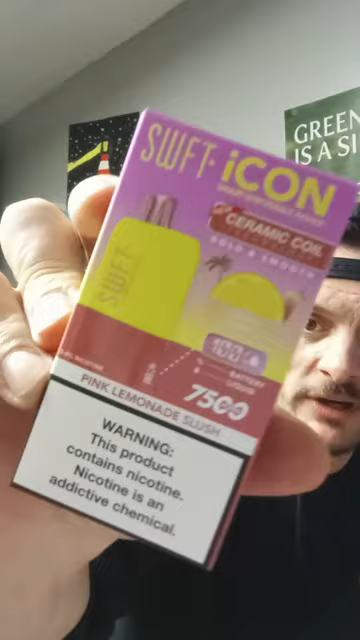 GREEN
IS A SI
SWFT
iCON
CERAMIC COIL
BOLD & SMOOTH
SWFT
BATTERY
7500
PINK LEMONADE SLUSH
WARNING:
This product
contains nicotine.
Nicotine is an
addictive chemical.